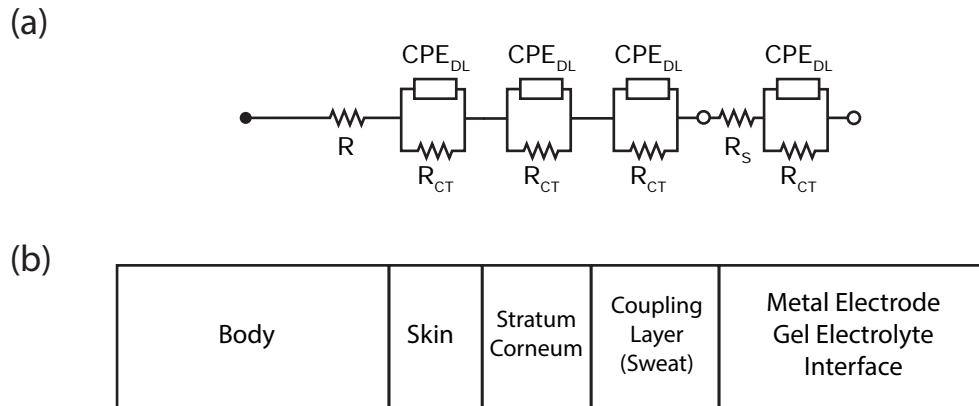 (a)
CPE_DL CPE_DL CPE_DL CPE_DL
R R_CT R_CT R_CT R_S R_CT
(b)
Body
Skin
Stratum
Corneum
Coupling
Layer
(Sweat)
Metal Electrode
Gel Electrolyte
Interface